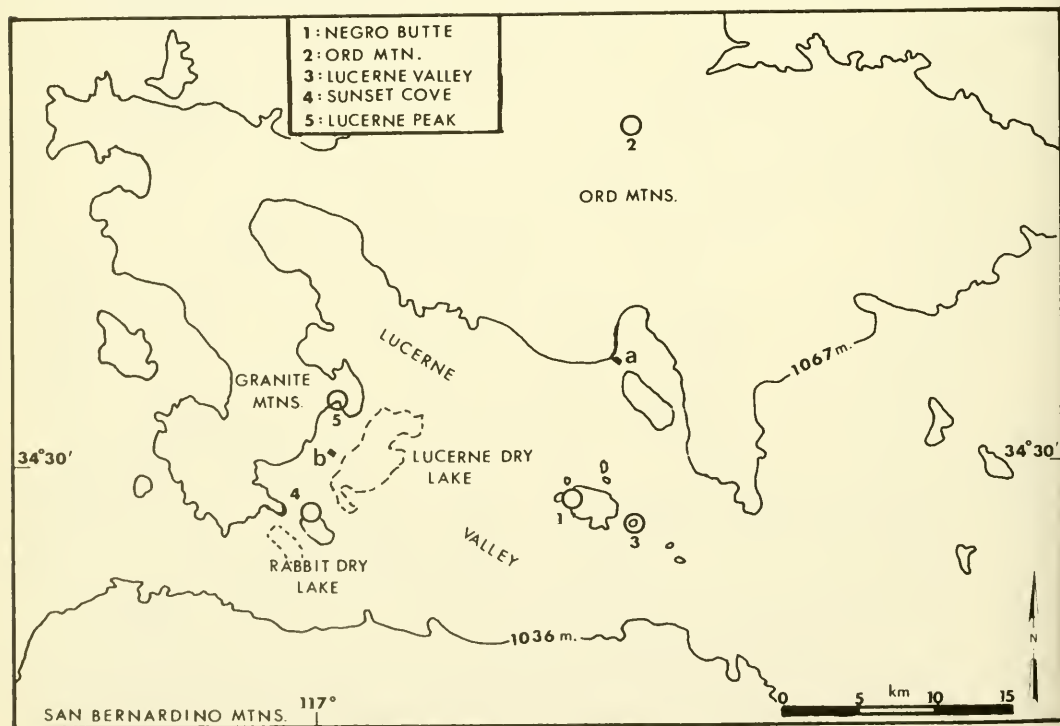 1: NEGRO BUTTE
2: ORD MTN.
3: LUCERNE VALLEY
4: SUNSET COVE
5: LUCERNE PEAK
2
ORD MTNS.
LUCERNE
a
1067 m.
GRANITE
MTNS.
5
34°30'
b
LUCERNE DRY
LAKE
34°30'
4
1
3
VALLEY
RABBIT DRY
LAKE
1036 m.
N
117°
SAN BERNARDINO MTNS.
0 5 km 10 15